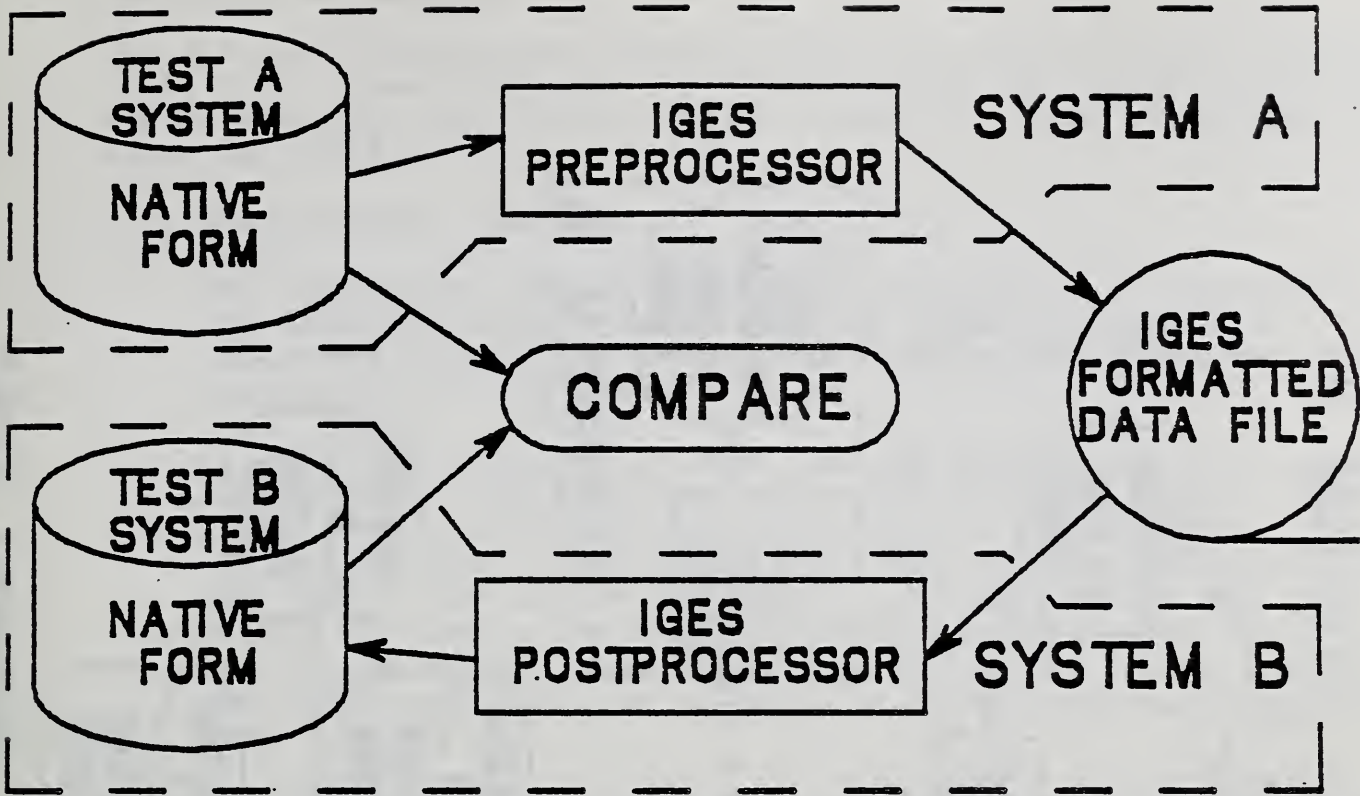 TEST A
SYSTEM
NATIVE
FORM
IGES
PREPROCESSOR
SYSTEM A
COMPARE
IGES
FORMATTED
DATA FILE
TEST B
SYSTEM
NATIVE
FORM
IGES
POSTPROCESSOR
SYSTEM B